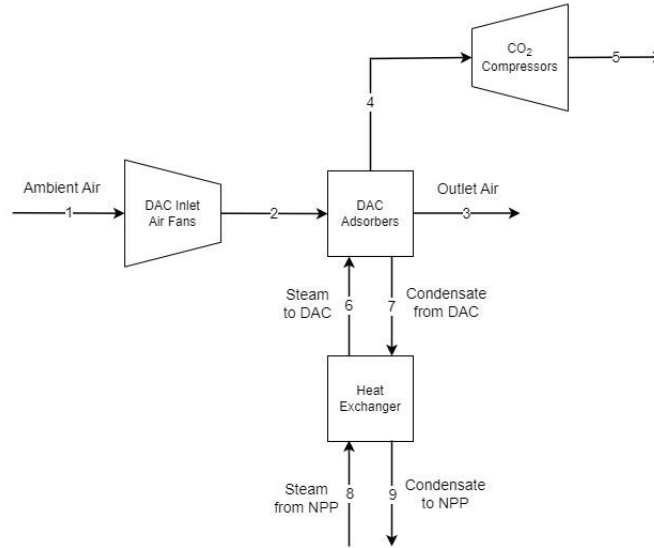 CO2
Compressors
5
4
Ambient Air
1
DAC Inlet
Air Fans
2
DAC
Adsorbers
Outlet Air
3
Steam
to DAC
6
7
Condensate
from DAC
Heat
Exchanger
Steam
from NPP
8
9
Condensate
to NPP